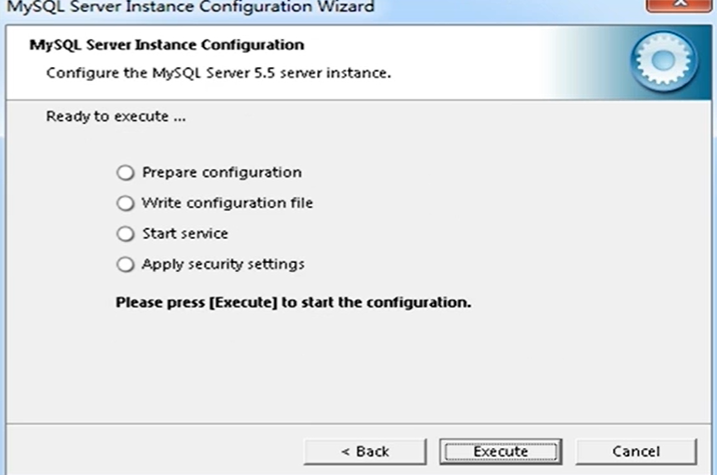 MySQL Server Instance Configuration Wizard
MySQL Server Instance Configuration
Configure the MySQL Server 5.5 server instance.
Ready to execute ...
Prepare configuration
Write configuration file
Start service
Apply security settings
Please press [Execute] to start the configuration.
< Back Execute Cancel